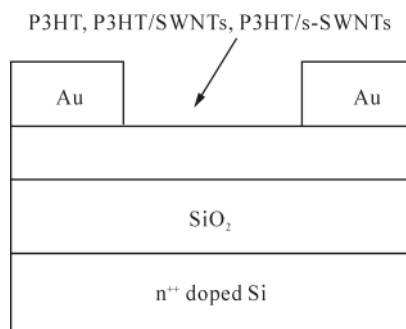 P3HT, P3HT/SWNTs, P3HT/s-SWNTs
Au Au
SiO₂
n⁺⁺ doped Si